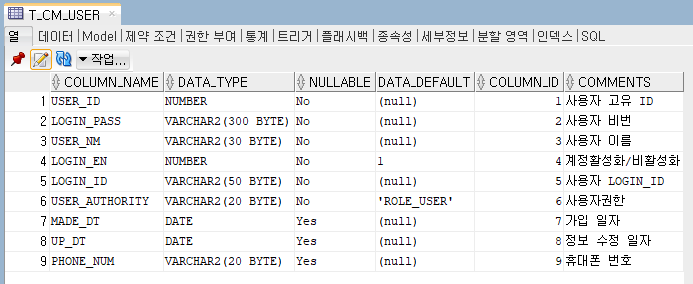 T_CM_USER
열 데이터 Model 제약 조건 권한 부여 통계 트리거 플래시백 종속성 세부정보 분할 영역 인덱스 SQL
작업...
COLUMN_NAME DATA_TYPE NULLABLE DATA_DEFAULT COLUMN_ID COMMENTS
1 USER_ID NUMBER No (null) 1 사용자 고유 ID
2 LOGIN_PASS VARCHAR2(300 BYTE) No (null) 2 사용자 비번
3 USER_NM VARCHAR2(30 BYTE) No (null) 3 사용자 이름
4 LOGIN_EN NUMBER No 1 4 계정활성화/비활성화
5 LOGIN_ID VARCHAR2(50 BYTE) No (null) 5 사용자 LOGIN_ID
6 USER_AUTHORITY VARCHAR2(20 BYTE) No 'ROLE_USER' 6 사용자권한
7 MADE_DT DATE Yes (null) 7 가입 일자
8 UP_DT DATE Yes (null) 8 정보 수정 일자
9 PHONE_NUM VARCHAR2(20 BYTE) Yes (null) 9 휴대폰 번호